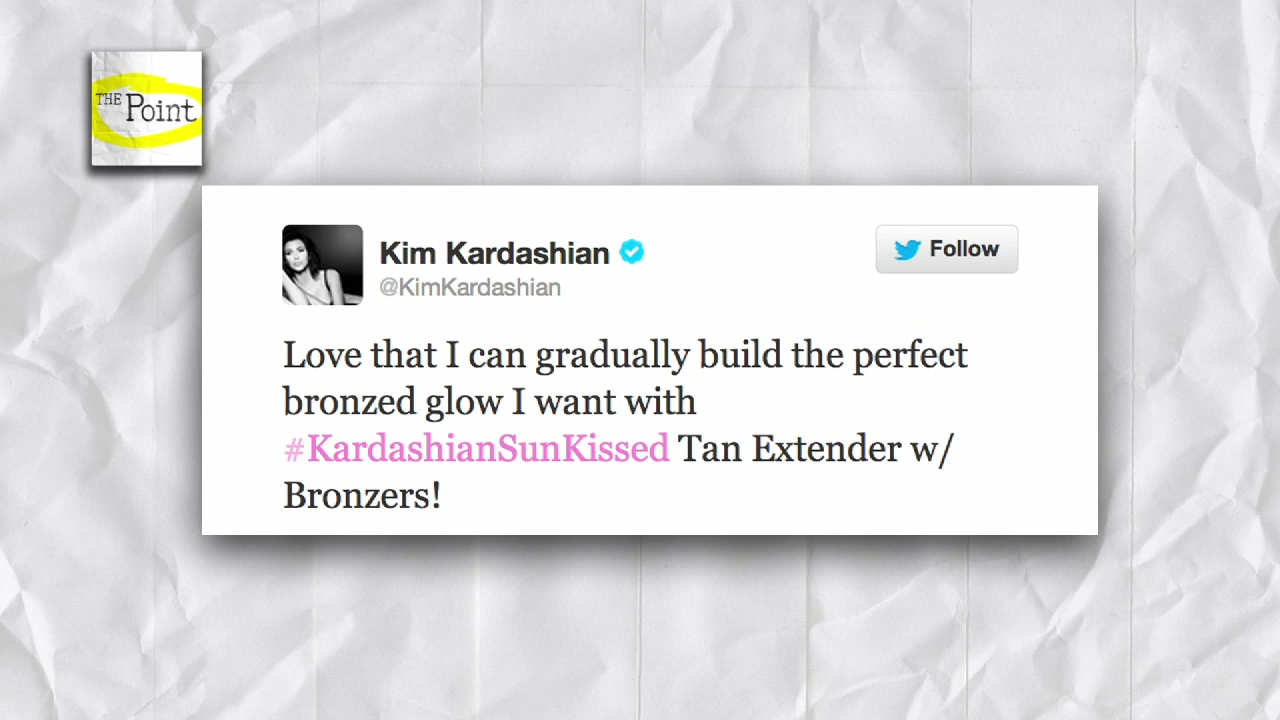 THE Point
Kim Kardashian
@KimKardashian
Follow
Love that I can gradually build the perfect
bronzed glow I want with
#KardashianSunKissed Tan Extender w/
Bronzers!